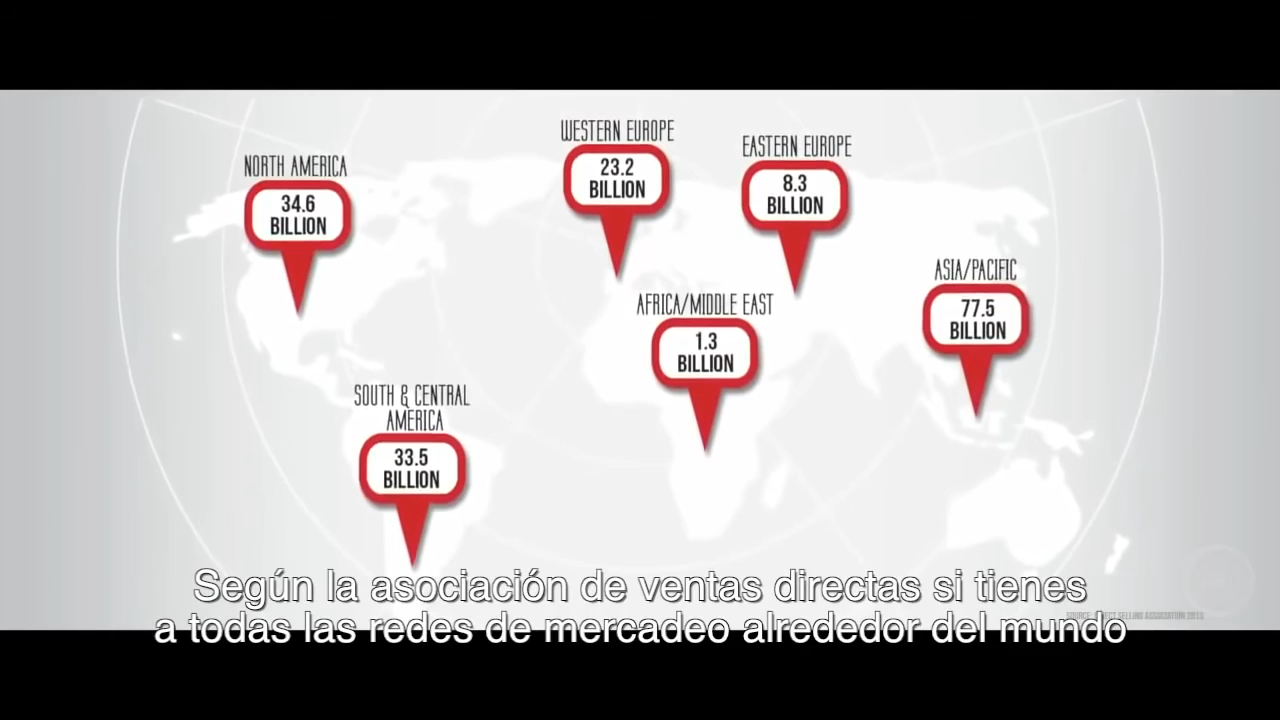 WESTERN EUROPE
23.2
BILLION
EASTERN EUROPE
8.3
BILLION
NORTH AMERICA
34.6
BILLION
ASIA/PACIFIC
77.5
BILLION
AFRICA/MIDDLE EAST
1.3
BILLION
SOUTH & CENTRAL
AMERICA
33.5
BILLION
Según la asociación de ventas directas si tienes
a todas las redes de mercadeo alrededor del mundo